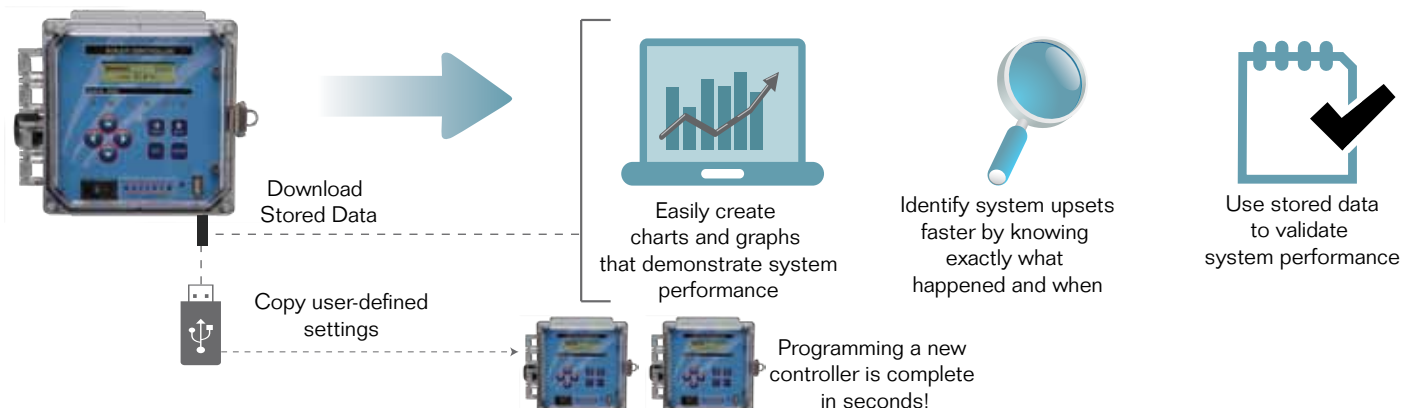 Download
Stored Data
Easily create
charts and graphs
that demonstrate system
performance
Identify system upsets
faster by knowing
exactly what
happened and when
Use stored data
to validate
system performance
Copy user-defined
settings
Programming a new
controller is complete
in seconds!